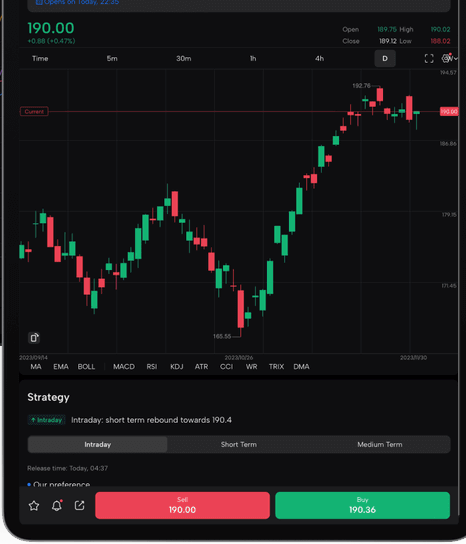 Opens on Today, 22:35
190.00
+0.88 (+0.47%)
Open 189.75 High 190.02
Close 189.12 Low 188.02
Time 5m 30m 1h 4h D
194.57
192.76
Current 190.00
186.86
179.15
171.45
165.55
2023/09/14 2023/10/26 2023/11/30
MA EMA BOLL MACD RSI KDJ ATR CCI WR TRIX DMA
Strategy
↑ Intraday Intraday: short term rebound towards 190.4
Intraday Short Term Medium Term
Release time: Today, 04:37
• Our preference
Sell Buy
190.00 190.36